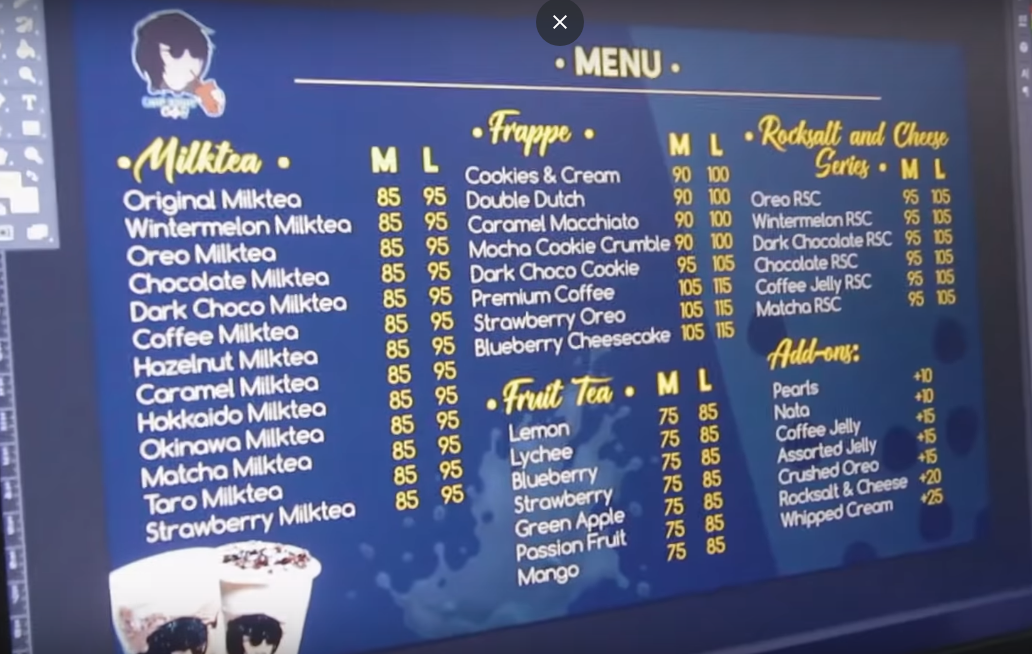 • MENU •
• Milktea • M L
Original Milktea 85 95
Wintermelon Milktea 85 95
Oreo Milktea 85 95
Chocolate Milktea 85 95
Dark Choco Milktea 85 95
Coffee Milktea 85 95
Hazelnut Milktea 85 95
Caramel Milktea 85 95
Hokkaido Milktea 85 95
Okinawa Milktea 85 95
Matcha Milktea 85 95
Taro Milktea 85 95
Strawberry Milktea 85 95
• Frappe • M L
Cookies & Cream 90 100
Double Dutch 90 100
Caramel Macchiato 90 100
Mocha Cookie Crumble 90 100
Dark Choco Cookie 95 105
Premium Coffee 105 115
Strawberry Oreo 105 115
Blueberry Cheesecake 105 115
• Fruit Tea • M L
Lemon 75 85
Lychee 75 85
Blueberry 75 85
Strawberry 75 85
Green Apple 75 85
Passion Fruit 75 85
Mango 75 85
• Rocksalt and Cheese
Series • M L
Oreo RSC 95 105
Wintermelon RSC 95 105
Dark Chocolate RSC 95 105
Chocolate RSC 95 105
Coffee Jelly RSC 95 105
Matcha RSC 95 105
Add-ons:
Pearls +10
Nata +10
Coffee Jelly +15
Assorted Jelly +15
Crushed Oreo +15
Rocksalt & Cheese +20
Whipped Cream +25